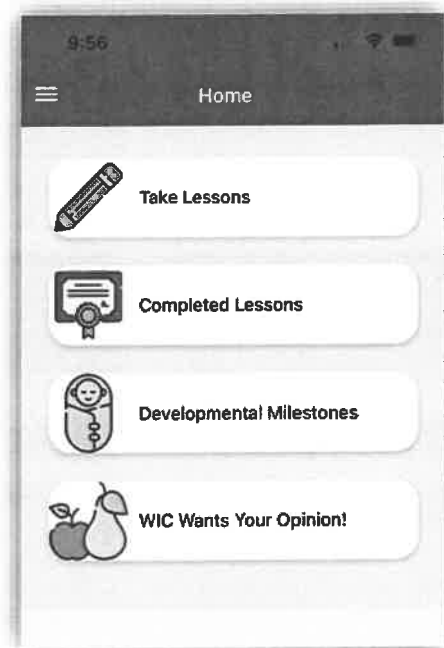 9:56
Home
Take Lessons
Completed Lessons
Developmental Milestones
WIC Wants Your Opinion!